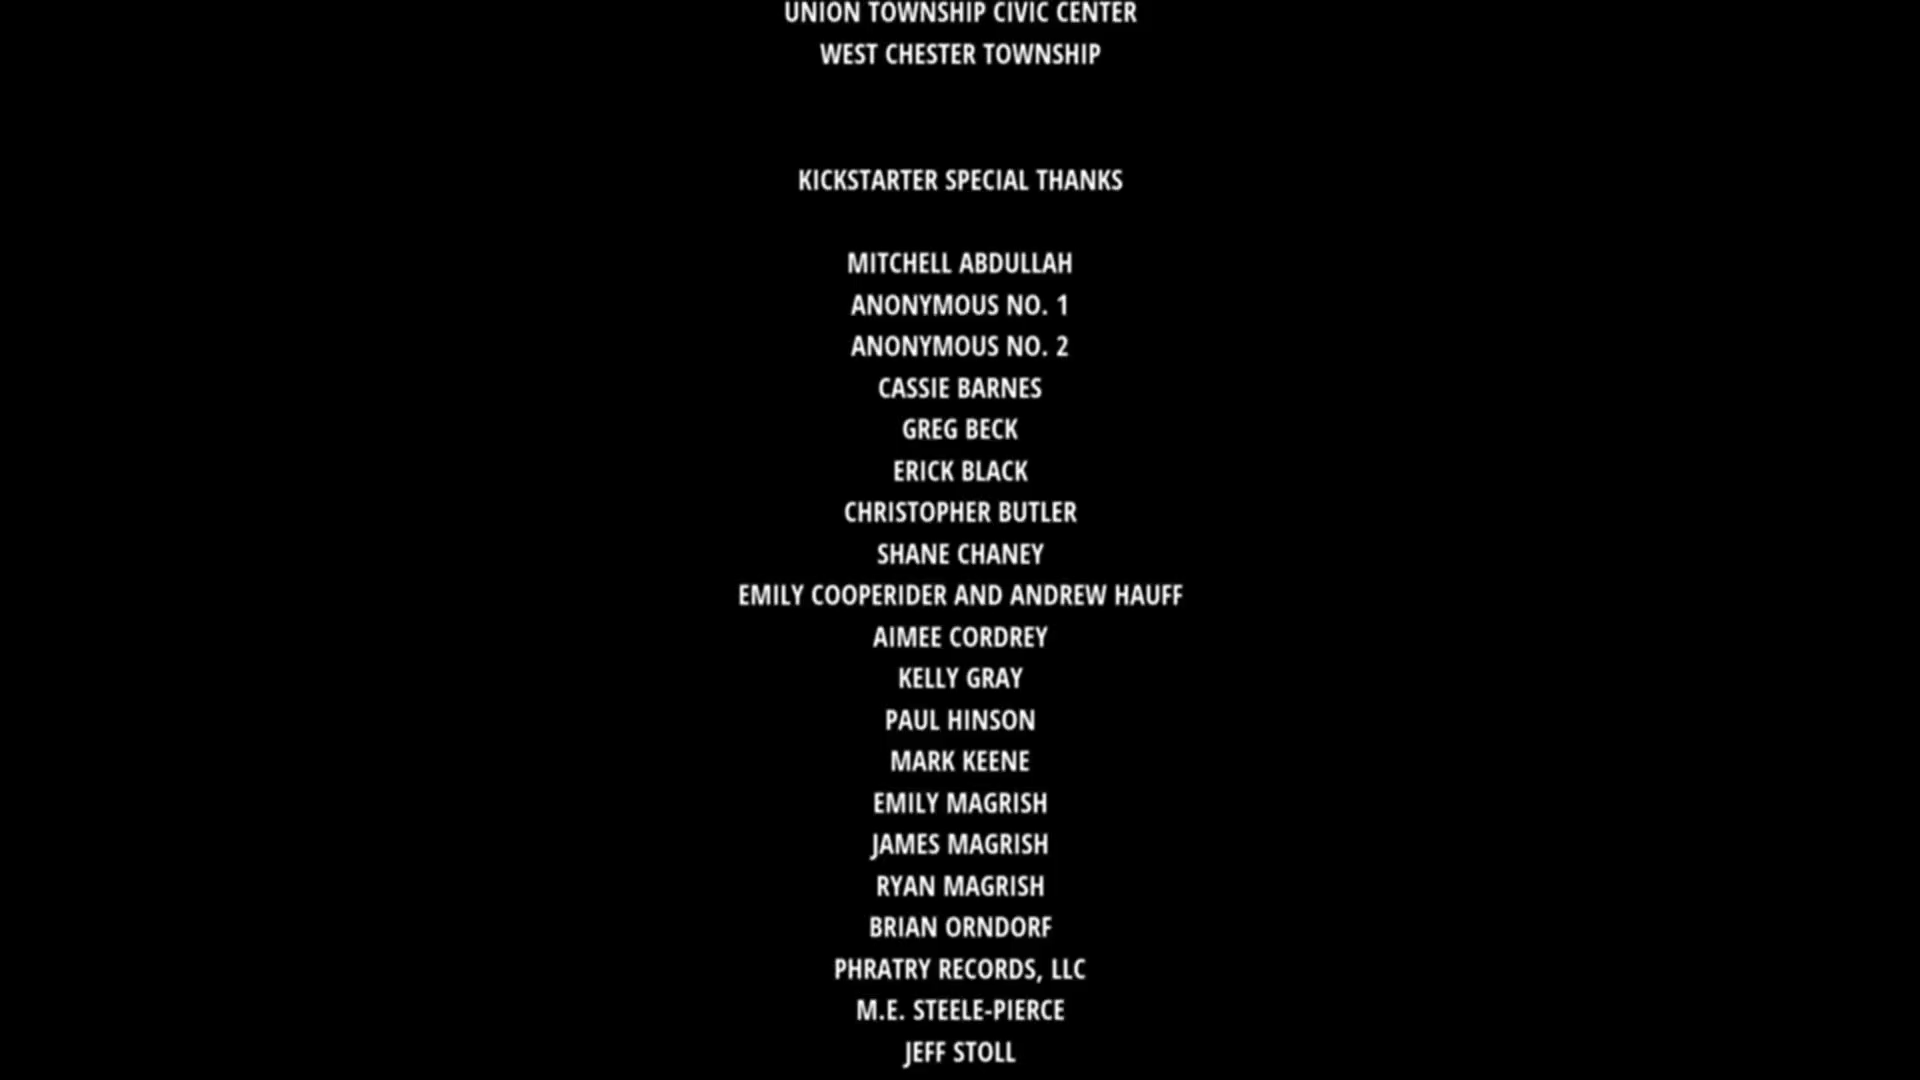 UNION TOWNSHIP CIVIC CENTER
WEST CHESTER TOWNSHIP
KICKSTARTER SPECIAL THANKS
MITCHELL ABDULLAH
ANONYMOUS NO. 1
ANONYMOUS NO. 2
CASSIE BARNES
GREG BECK
ERICK BLACK
CHRISTOPHER BUTLER
SHANE CHANEY
EMILY COOPERIDER AND ANDREW HAUFF
AIMEE CORDREY
KELLY GRAY
PAUL HINSON
MARK KEENE
EMILY MAGRISH
JAMES MAGRISH
RYAN MAGRISH
BRIAN ORNDORF
PHRATRY RECORDS, LLC
M.E. STEELE-PIERCE
JEFF STOLL